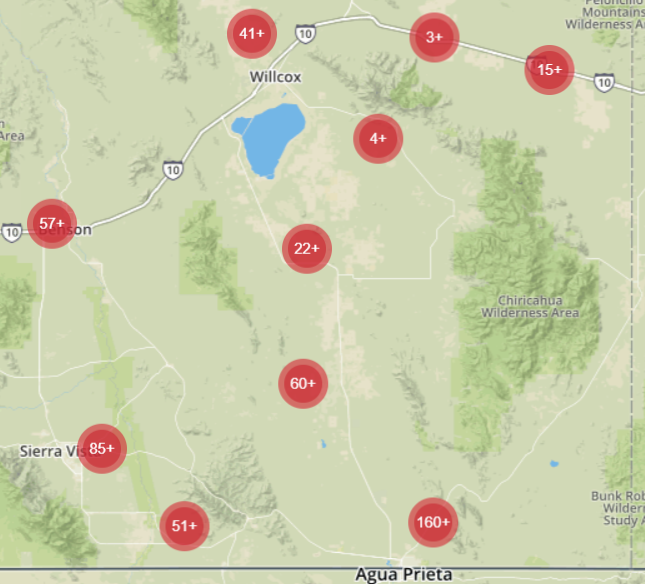 Peloncillo
Mountains
Wilderness A
41+
10
3+
15+
10
Willcox
4+
Area
10
57+
10
Benson
22+
Chiricahua
Wilderness Area
60+
85+
Sierra Vis
51+
160+
Bunk Rob
Wilder
Study A
Agua Prieta